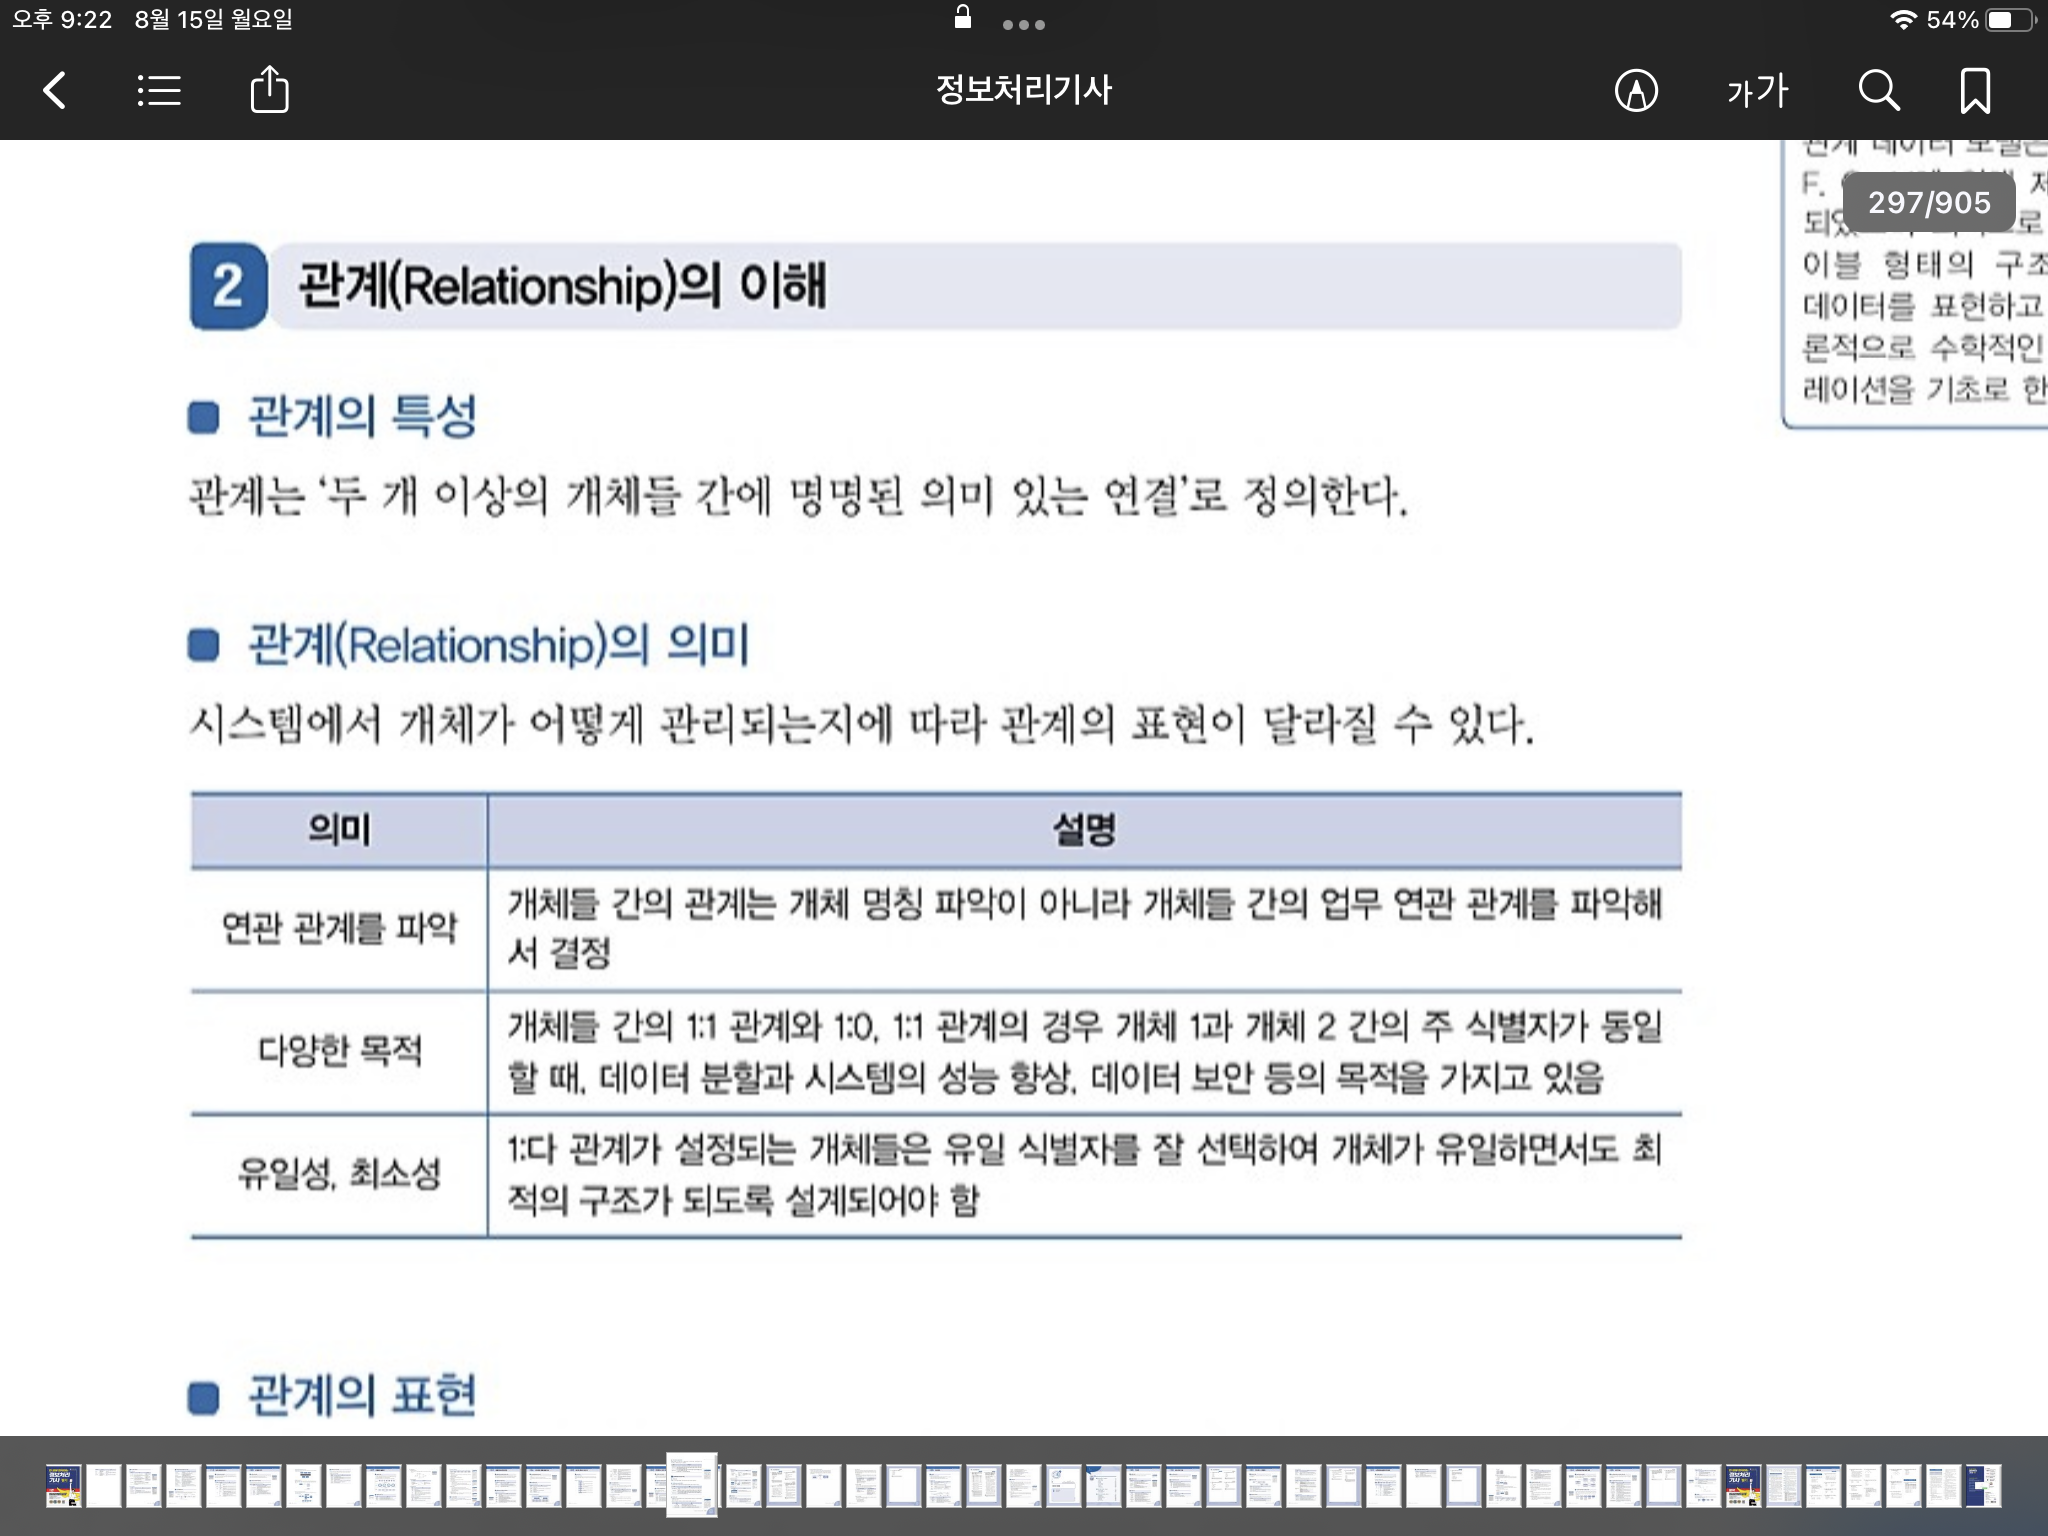 오후 9:22 8월 15일 월요일
54%
정보처리기사
가가
297/905
F.
이블 형태의 구조
데이터를 표현하고
론적으로 수학적인
레이션을 기초로 한
2 관계(Relationship)의 이해
관계의 특성
관계는 ‘두 개 이상의 개체들 간에 명명된 의미 있는 연결’로 정의한다.
관계(Relationship)의 의미
시스템에서 개체가 어떻게 관리되는지에 따라 관계의 표현이 달라질 수 있다.
의미 설명
연관 관계를 파악
개체들 간의 관계는 개체 명칭 파악이 아니라 개체들 간의 업무 연관 관계를 파악해
서 결정
다양한 목적
개체들 간의 1:1 관계와 1:0, 1:1 관계의 경우 개체 1과 개체 2 간의 주 식별자가 동일
할 때, 데이터 분할과 시스템의 성능 향상, 데이터 보안 등의 목적을 가지고 있음
유일성, 최소성
1:다 관계가 설정되는 개체들은 유일 식별자를 잘 선택하여 개체가 유일하면서도 최
적의 구조가 되도록 설계되어야 함
관계의 표현